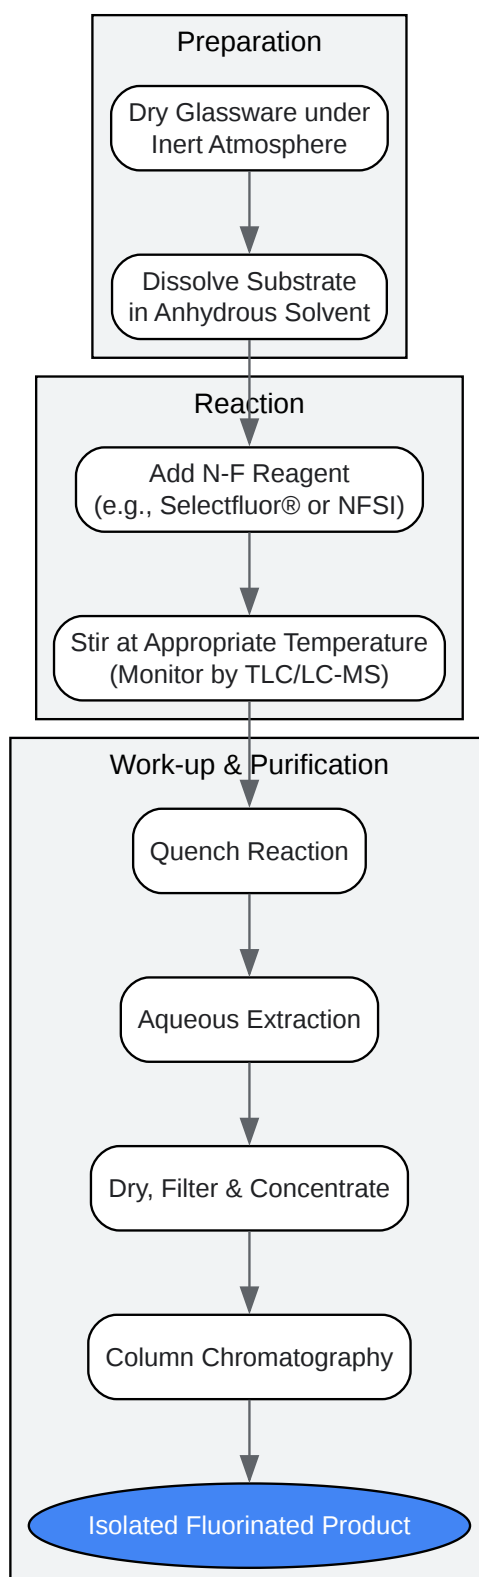 Preparation
Dry Glassware under
Inert Atmosphere
Dissolve Substrate
in Anhydrous Solvent
Reaction
Add N-F Reagent
(e.g., Selectfluor® or NFSI)
Stir at Appropriate Temperature
(Monitor by TLC/LC-MS)
Work-up & Purification
Quench Reaction
Aqueous Extraction
Dry, Filter & Concentrate
Column Chromatography
Isolated Fluorinated Product